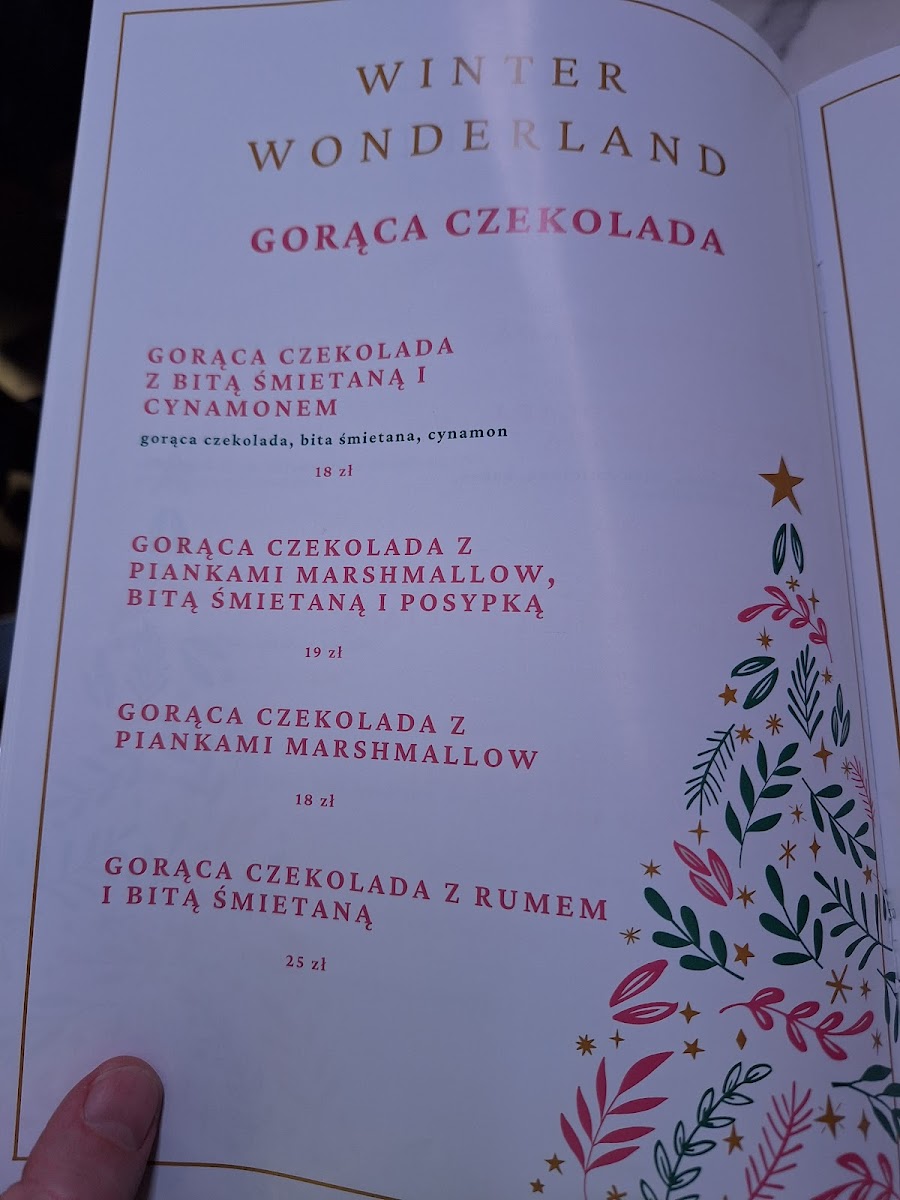 WINTER
WONDERLAND
GORĄCA CZEKOLADA
GORĄCA CZEKOLADA
Z BITĄ ŚMIETANĄ I
CYNAMONEM
gorąca czekolada, bita śmietana, cynamon
18 zł
GORĄCA CZEKOLADA Z
PIANKAMI MARSHMALLOW,
BITĄ ŚMIETANĄ I POSYPKĄ
19 zł
GORĄCA CZEKOLADA Z
PIANKAMI MARSHMALLOW
18 zł
GORĄCA CZEKOLADA Z RUMEM
I BITĄ ŚMIETANĄ
25 zł